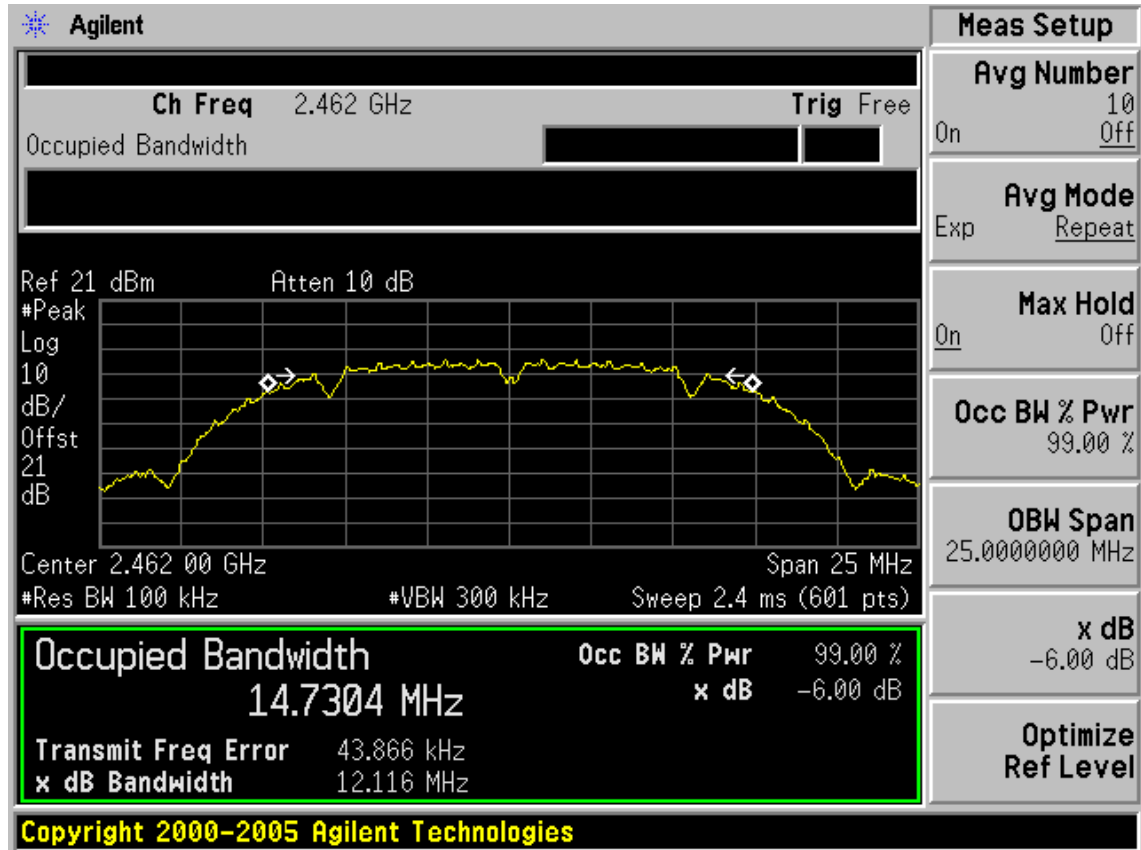 Agilent
Ch Freq 2.462 GHz Trig Free
Occupied Bandwidth
Ref 21 dBm Atten 10 dB
#Peak
Log
10
dB/
Offst
21
dB
Center 2.462 00 GHz Span 25 MHz
#Res BW 100 kHz #VBW 300 kHz Sweep 2.4 ms (601 pts)
Occupied Bandwidth Occ BW % Pwr 99.00 %
14.7304 MHz x dB -6.00 dB
Transmit Freq Error 43.866 kHz
x dB Bandwidth 12.116 MHz
Copyright 2000-2005 Agilent Technologies
Meas Setup
Avg Number
10
On Off
Avg Mode
Exp Repeat
Max Hold
On Off
Occ BW % Pwr
99.00 %
OBW Span
25.0000000 MHz
x dB
-6.00 dB
Optimize
Ref Level